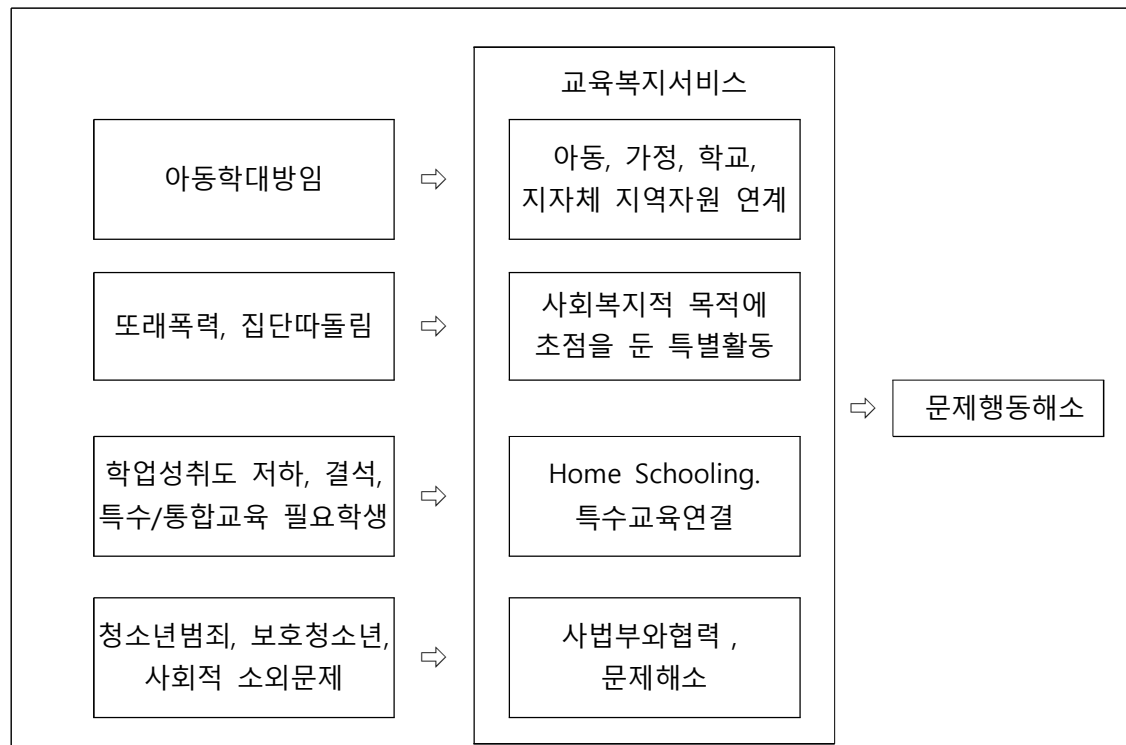 교육복지서비스
아동학대방임
⇨
아동, 가정, 학교,
지자체 지역자원 연계
또래폭력, 집단따돌림
⇨
사회복지적 목적에
초점을 둔 특별활동
⇨
문제행동해소
학업성취도 저하, 결석,
특수/통합교육 필요학생
⇨
Home Schooling.
특수교육연결
청소년범죄, 보호청소년,
사회적 소외문제
⇨
사법부와협력 ,
문제해소